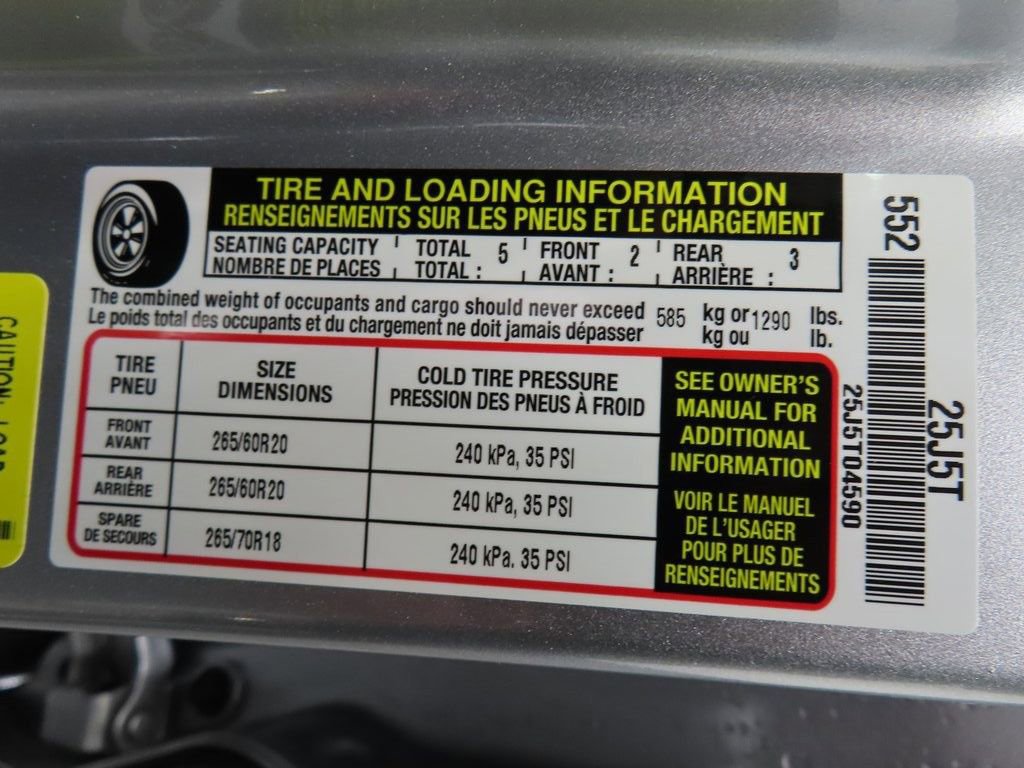 TIRE AND LOADING INFORMATION
RENSEIGNEMENTS SUR LES PNEUS ET LE CHARGEMENT
SEATING CAPACITY TOTAL 5 FRONT 2 REAR 3
NOMBRE DE PLACES TOTAL : AVANT : ARRIÈRE :
The combined weight of occupants and cargo should never exceed 585 kg or 1290 lbs.
Le poids total des occupants et du chargement ne doit jamais dépasser kg ou lb.
TIRE
PNEU
SIZE
DIMENSIONS
COLD TIRE PRESSURE
PRESSION DES PNEUS À FROID
FRONT
AVANT
265/60R20
240 kPa, 35 PSI
REAR
ARRIÈRE
265/60R20
240 kPa, 35 PSI
SPARE
DE SECOURS
265/70R18
240 kPa. 35 PSI
SEE OWNER'S
MANUAL FOR
ADDITIONAL
INFORMATION
VOIR LE MANUEL
DE L'USAGER
POUR PLUS DE
RENSEIGNEMENTS
552
25J5T
25J5T04590
CAUTION: LOAD